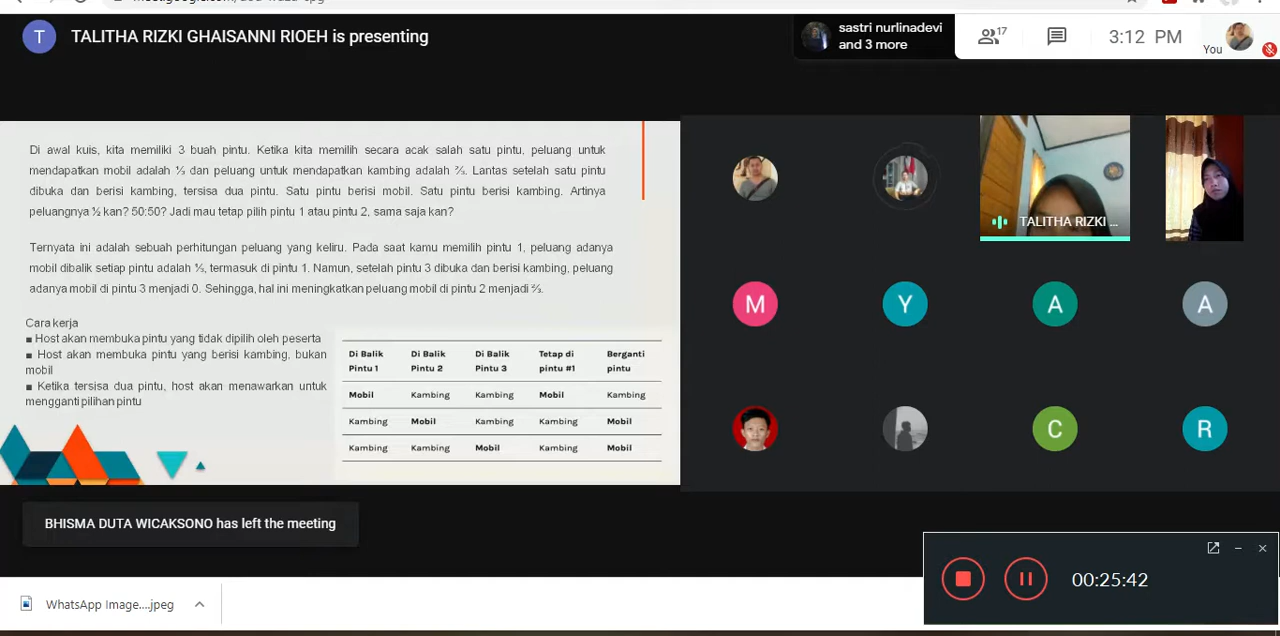 TALITHA RIZKI GHAISANNI RIOEH is presenting
sastri nurlinadevi
and 3 more
17
3:12 PM
You
T
Di awal kuis, kita memiliki 3 buah pintu. Ketika kita memilih secara acak salah satu pintu, peluang untuk
mendapatkan mobil adalah ⅓ dan peluang untuk mendapatkan kambing adalah ⅔. Lantas setelah satu pintu
dibuka dan berisi kambing, tersisa dua pintu. Satu pintu berisi mobil. Satu pintu berisi kambing. Artinya
peluangnya ½ kan? 50:50? Jadi mau tetap pilih pintu 1 atau pintu 2, sama saja kan?
Ternyata ini adalah sebuah perhitungan peluang yang keliru. Pada saat kamu memilih pintu 1, peluang adanya
mobil dibalik setiap pintu adalah ⅓, termasuk di pintu 1. Namun, setelah pintu 3 dibuka dan berisi kambing, peluang
adanya mobil di pintu 3 menjadi 0. Sehingga, hal ini meningkatkan peluang mobil di pintu 2 menjadi ⅔.
Cara kerja
■ Host akan membuka pintu yang tidak dipilih oleh peserta
■ Host akan membuka pintu yang berisi kambing, bukan
mobil
■ Ketika tersisa dua pintu, host akan menawarkan untuk
mengganti pilihan pintu
Di Balik Pintu 1 Di Balik Pintu 2 Di Balik Pintu 3 Tetap di pintu #1 Berganti pintu
Mobil Kambing Kambing Mobil Kambing
Kambing Mobil Kambing Kambing Mobil
Kambing Kambing Mobil Kambing Mobil
TALITHA RIZKI ...
M Y A A
C R
BHISMA DUTA WICAKSONO has left the meeting
00:25:42
WhatsApp Image....jpeg